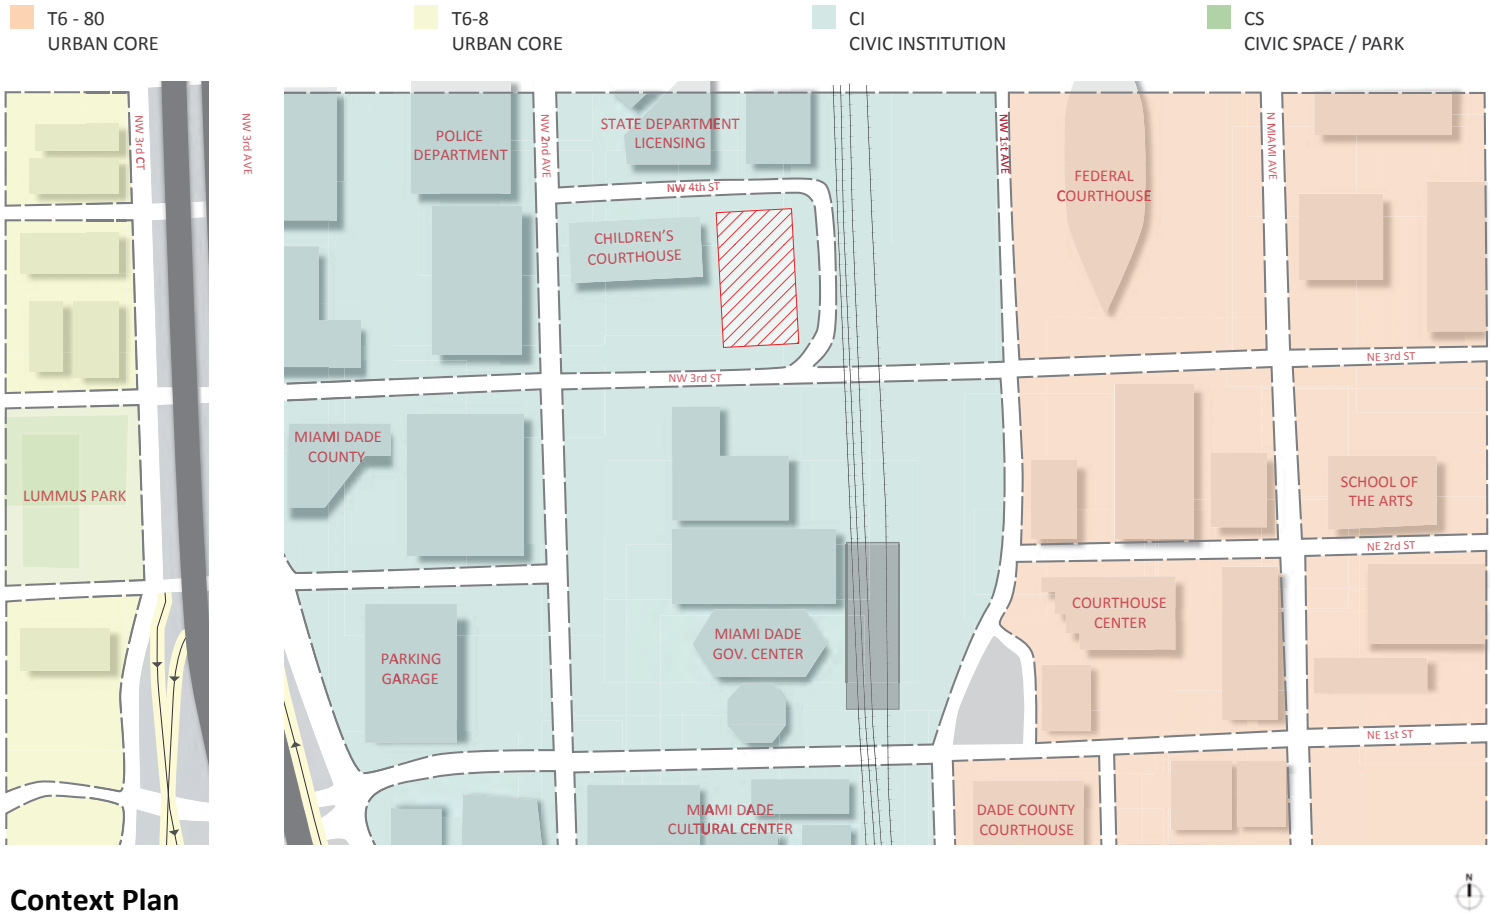 T6 - 80
URBAN CORE
T6-8
URBAN CORE
CI
CIVIC INSTITUTION
CS
CIVIC SPACE / PARK
NW 3rd CT
NW 3rd AVE
POLICE
DEPARTMENT
NW 2nd AVE
STATE DEPARTMENT
LICENSING
NW 1st AVE
FEDERAL
COURTHOUSE
N MIAMI AVE
NW 4th ST
CHILDREN'S
COURTHOUSE
NW 3rd ST
NE 3rd ST
MIAMI DADE
COUNTY
LUMMUS PARK
SCHOOL OF
THE ARTS
NE 2rd ST
COURTHOUSE
CENTER
MIAMI DADE
GOV. CENTER
PARKING
GARAGE
NE 1st ST
MIAMI DADE
CULTURAL CENTER
DADE COUNTY
COURTHOUSE
Context Plan
N